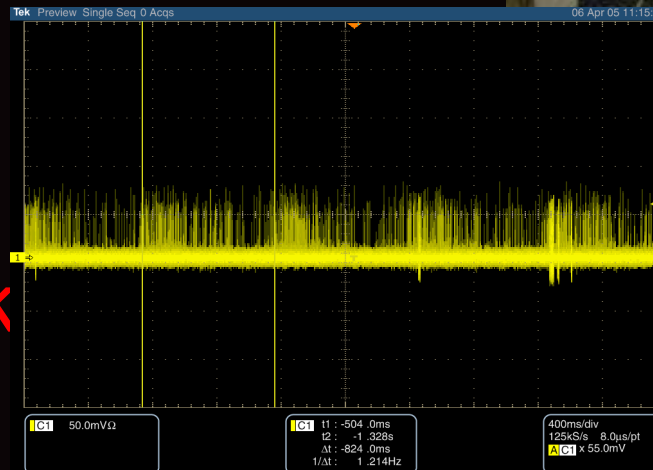 Tek Preview Single Seq 0 Acqs 06 Apr 05 11:15:
1
C1 50.0mVΩ
C1 t1 : -504 .0ms
t2 : -1 .328s
Δt : -824 .0ms
1/Δt : 1 .214Hz
400ms/div
125kS/s 8.0µs/pt
A C1 x 55.0mV